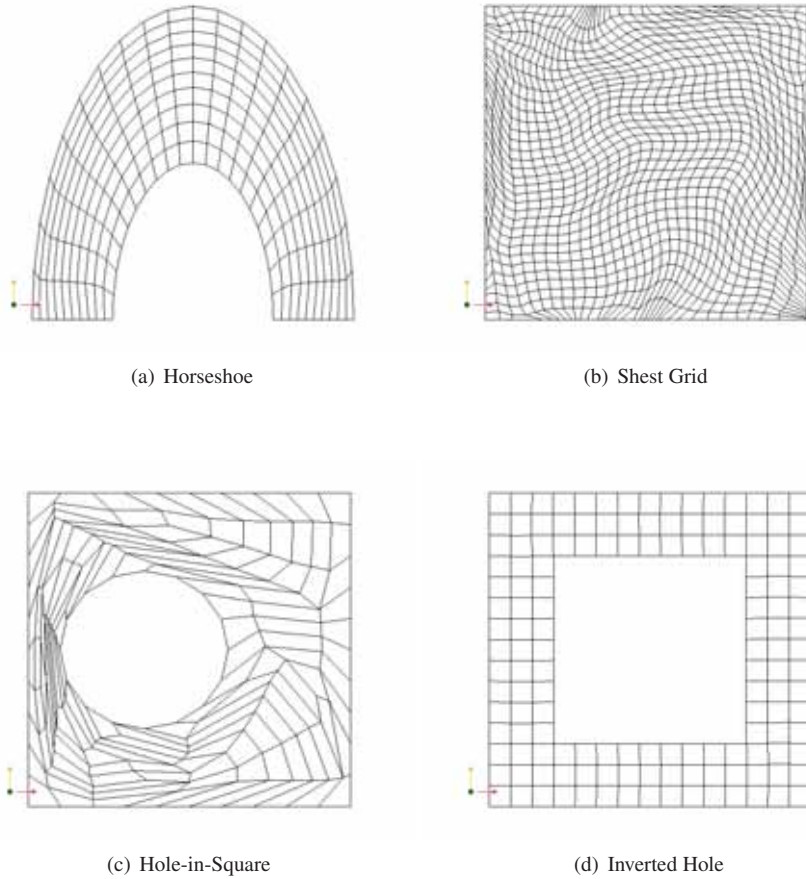 (a) Horseshoe
(b) Shest Grid
(c) Hole-in-Square
(d) Inverted Hole